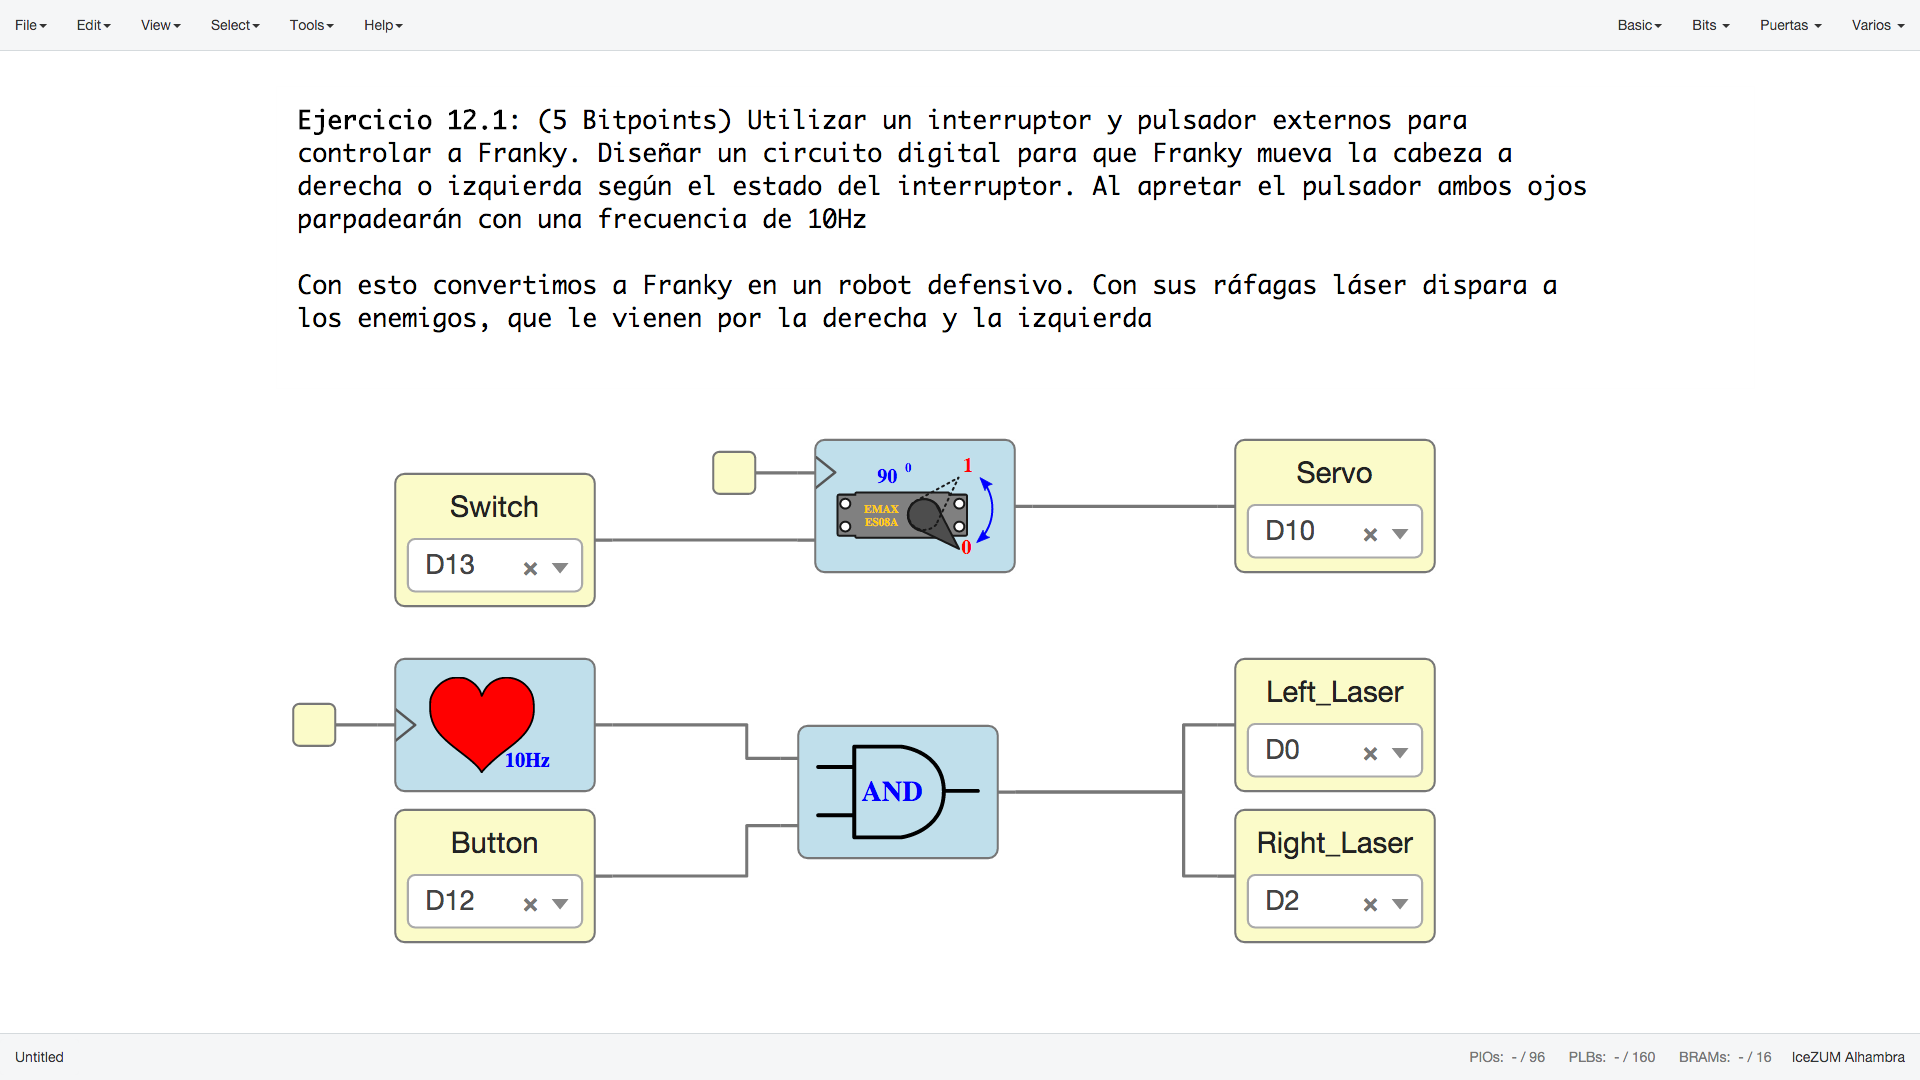 File Edit View Select Tools Help Basic Bits Puertas Varios
Ejercicio 12.1: (5 Bitpoints) Utilizar un interruptor y pulsador externos para
controlar a Franky. Diseñar un circuito digital para que Franky mueva la cabeza a
derecha o izquierda según el estado del interruptor. Al apretar el pulsador ambos ojos
parpadearán con una frecuencia de 10Hz
Con esto convertimos a Franky en un robot defensivo. Con sus ráfagas láser dispara a
los enemigos, que le vienen por la derecha y la izquierda
Switch
D13
90 0
1
EMAX
ES08A
0
Servo
D10
10Hz
Button
D12
AND
Left_Laser
D0
Right_Laser
D2
Untitled PIOs: - / 96 PLBs: - / 160 BRAMs: - / 16 IceZUM Alhambra